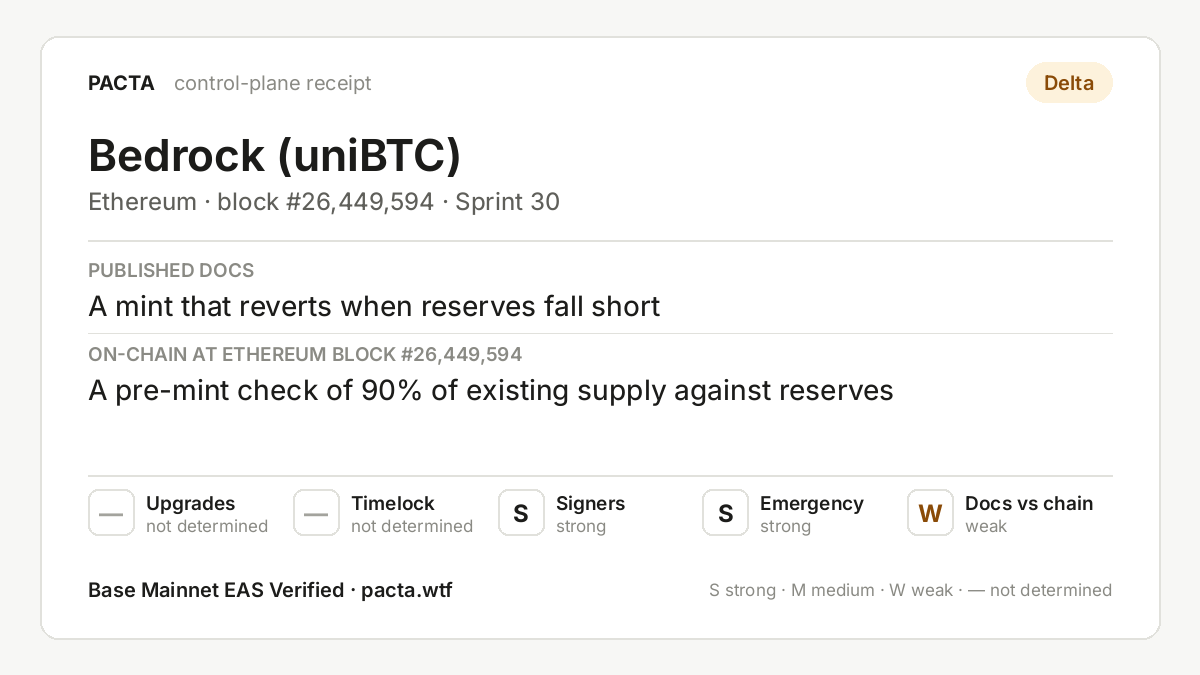 PACTA control-plane receipt Delta
Bedrock (uniBTC)
Ethereum · block #26,449,594 · Sprint 30
PUBLISHED DOCS
A mint that reverts when reserves fall short
ON-CHAIN AT ETHEREUM BLOCK #26,449,594
A pre-mint check of 90% of existing supply against reserves
— Upgrades
not determined
— Timelock
not determined
S Signers
strong
S Emergency
strong
W Docs vs chain
weak
Base Mainnet EAS Verified · pacta.wtf
S strong · M medium · W weak · — not determined